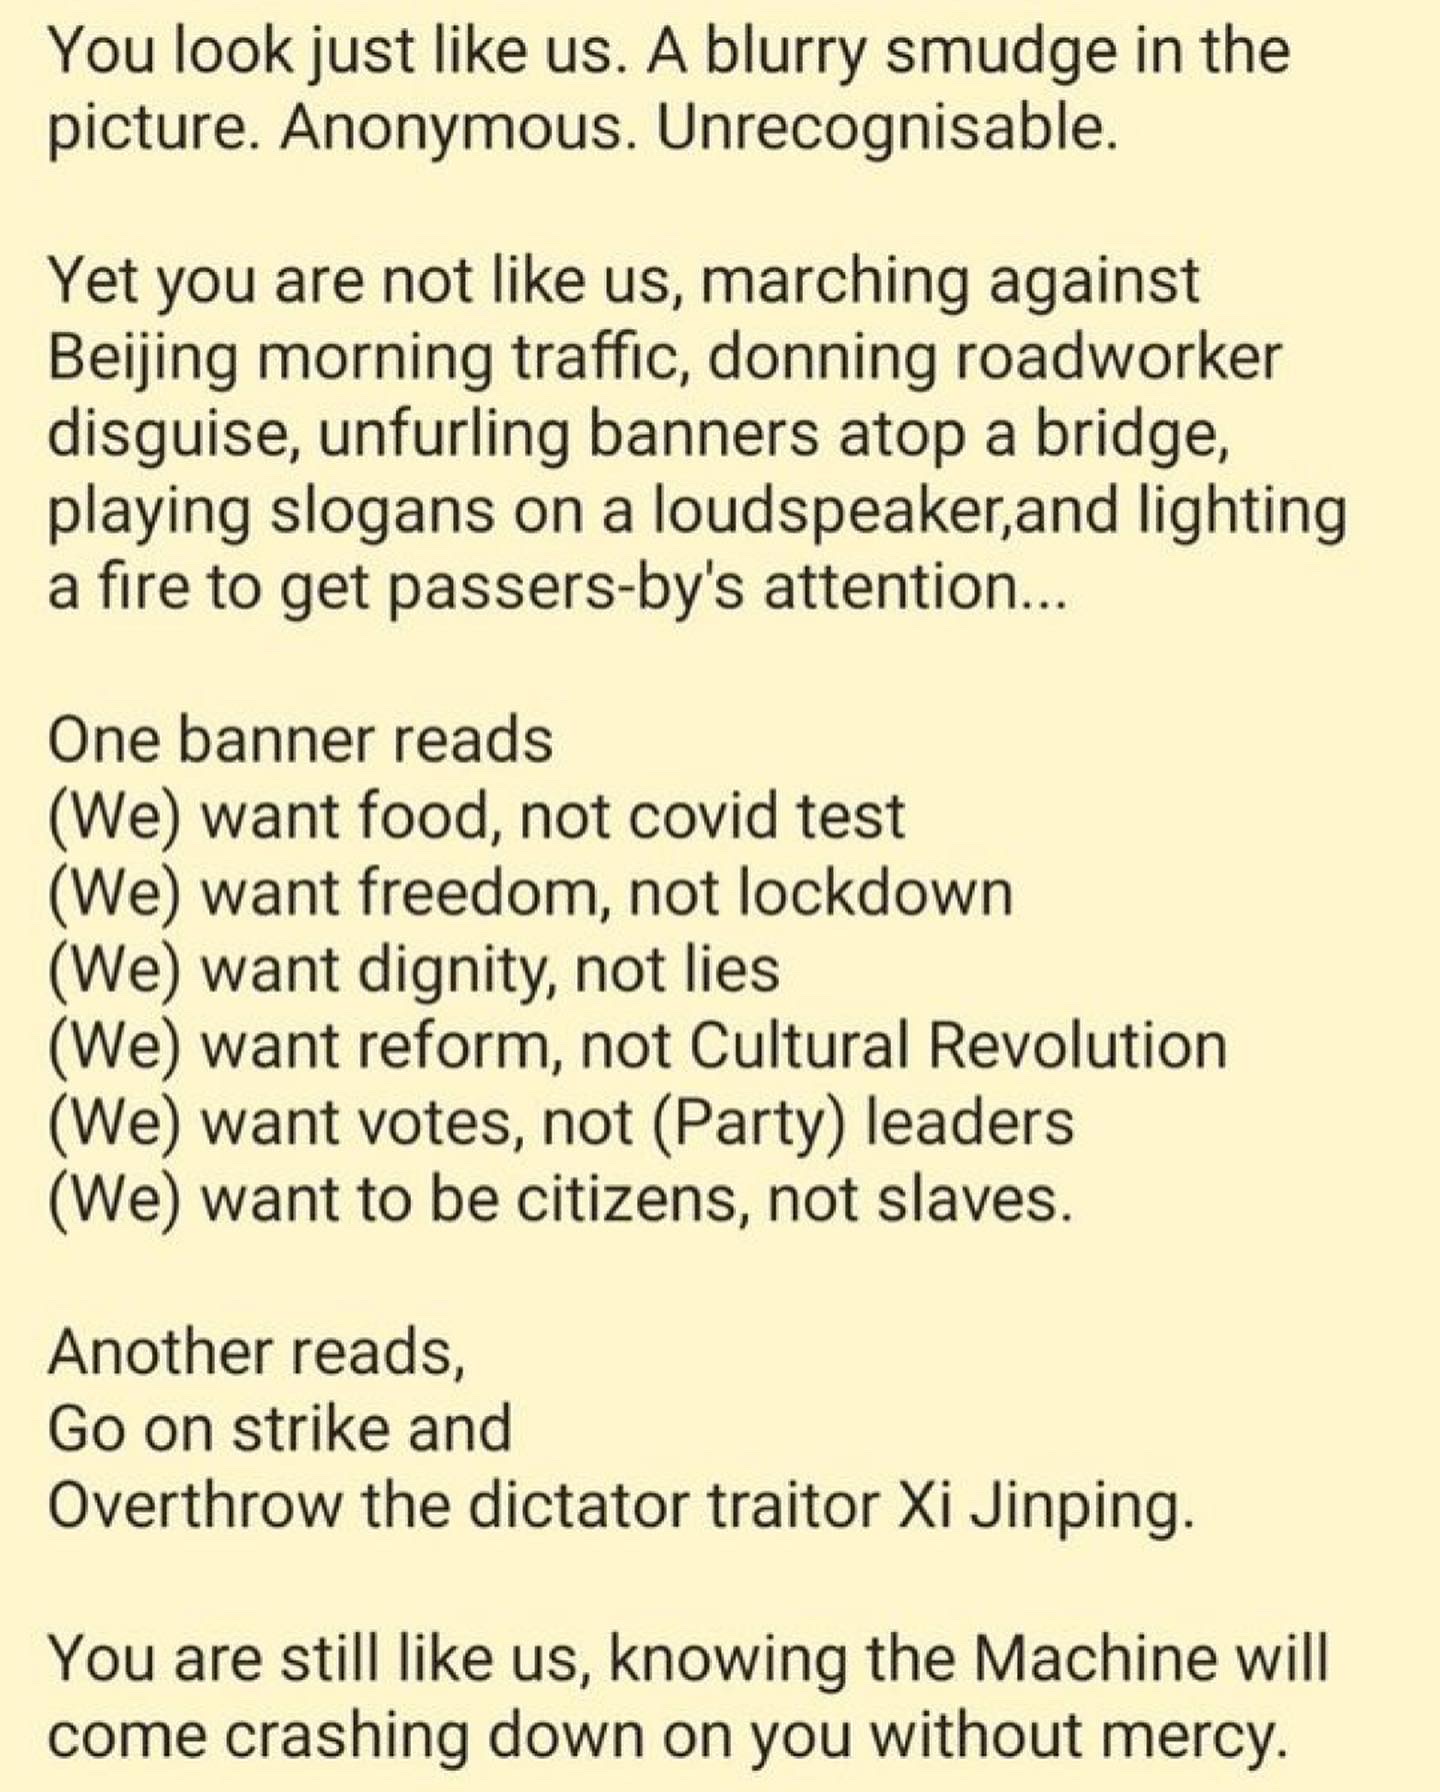 You look just like us. A blurry smudge in the
picture. Anonymous. Unrecognisable.
Yet you are not like us, marching against
Beijing morning traffic, donning roadworker
disguise, unfurling banners atop a bridge,
playing slogans on a loudspeaker,and lighting
a fire to get passers-by's attention...
One banner reads
(We) want food, not covid test
(We) want freedom, not lockdown
(We) want dignity, not lies
(We) want reform, not Cultural Revolution
(We) want votes, not (Party) leaders
(We) want to be citizens, not slaves.
Another reads,
Go on strike and
Overthrow the dictator traitor Xi Jinping.
You are still like us, knowing the Machine will
come crashing down on you without mercy.